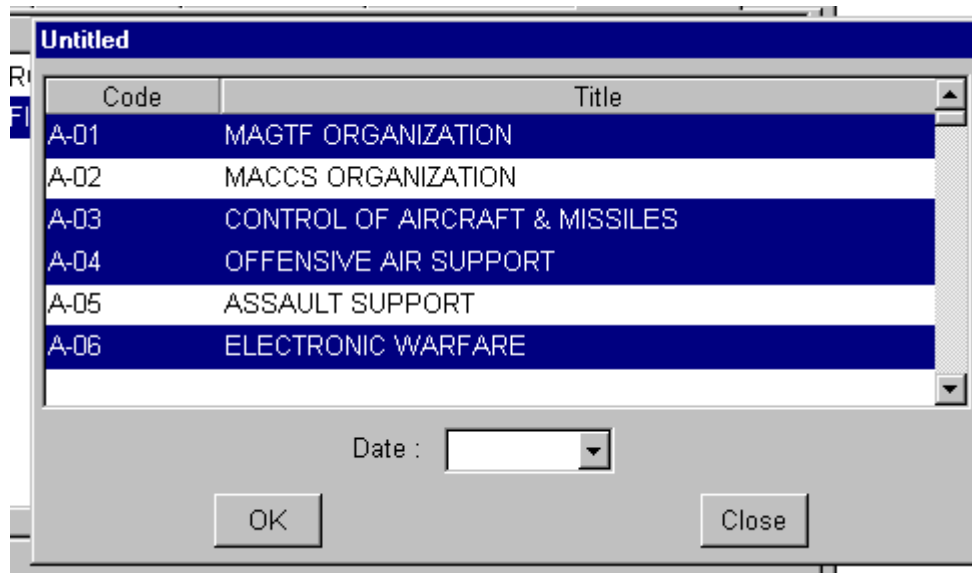 Untitled
Code Title
A-01 MAGTF ORGANIZATION
A-02 MACCS ORGANIZATION
A-03 CONTROL OF AIRCRAFT & MISSILES
A-04 OFFENSIVE AIR SUPPORT
A-05 ASSAULT SUPPORT
A-06 ELECTRONIC WARFARE
Date :
OK Close